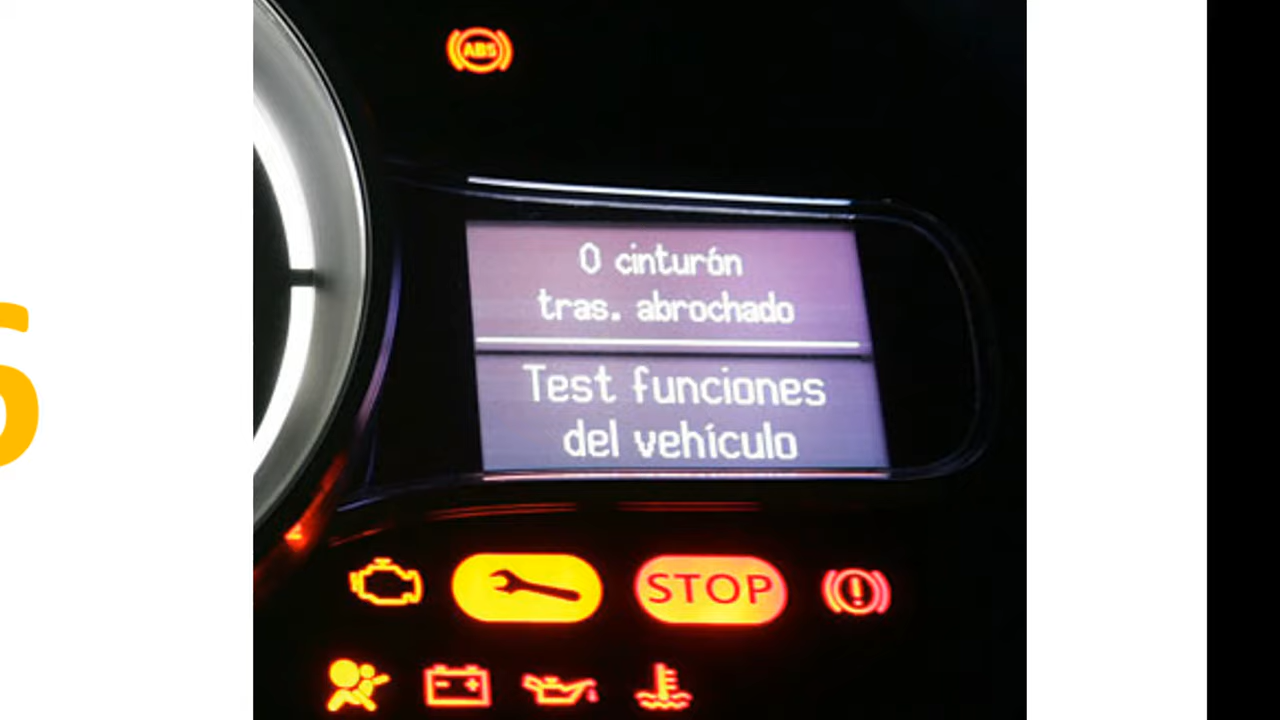 ABS
0 cinturón
tras. abrochado
Test funciones
del vehículo
STOP